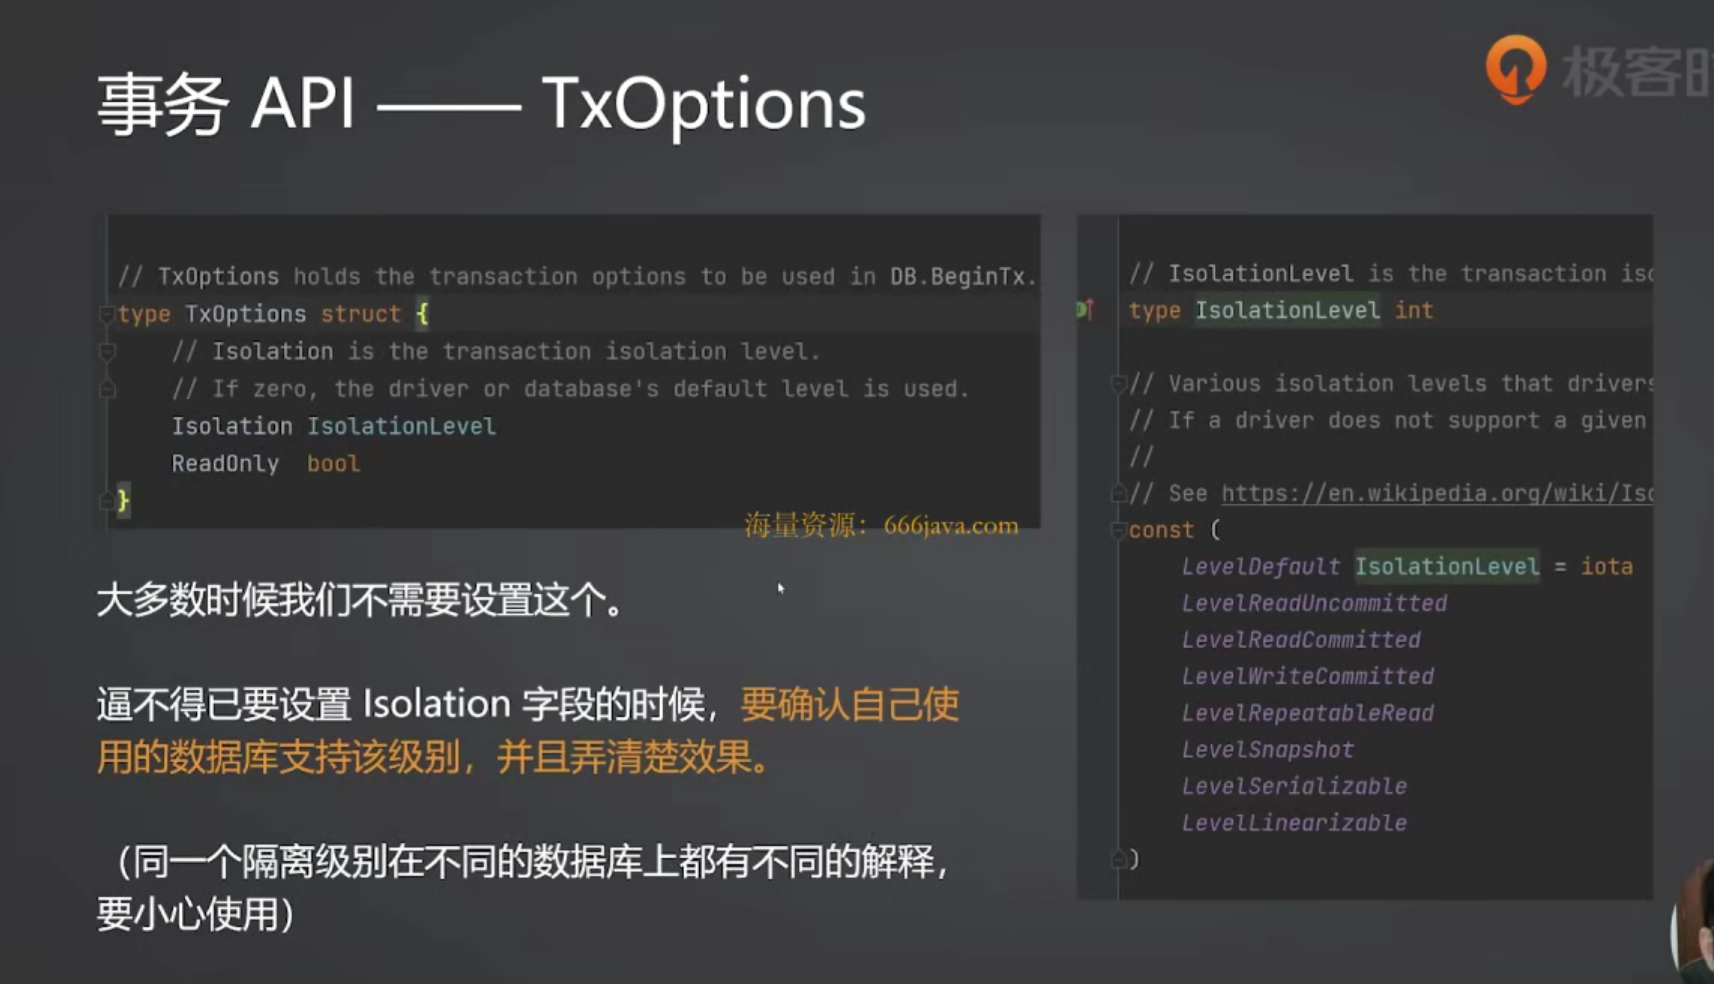 事务 API —— TxOptions
极客时
// TxOptions holds the transaction options to be used in DB.BeginTx.
type TxOptions struct {
// Isolation is the transaction isolation level.
// If zero, the driver or database's default level is used.
Isolation IsolationLevel
ReadOnly bool
}
海量资源：666java.com
大多数时候我们不需要设置这个。
逼不得已要设置 Isolation 字段的时候，要确认自己使
用的数据库支持该级别，并且弄清楚效果。
（同一个隔离级别在不同的数据库上都有不同的解释，
要小心使用）
// IsolationLevel is the transaction iso
type IsolationLevel int
// Various isolation levels that drivers
// If a driver does not support a given
//
// See https://en.wikipedia.org/wiki/Iso
const (
LevelDefault IsolationLevel = iota
LevelReadUncommitted
LevelReadCommitted
LevelWriteCommitted
LevelRepeatableRead
LevelSnapshot
LevelSerializable
LevelLinearizable
)